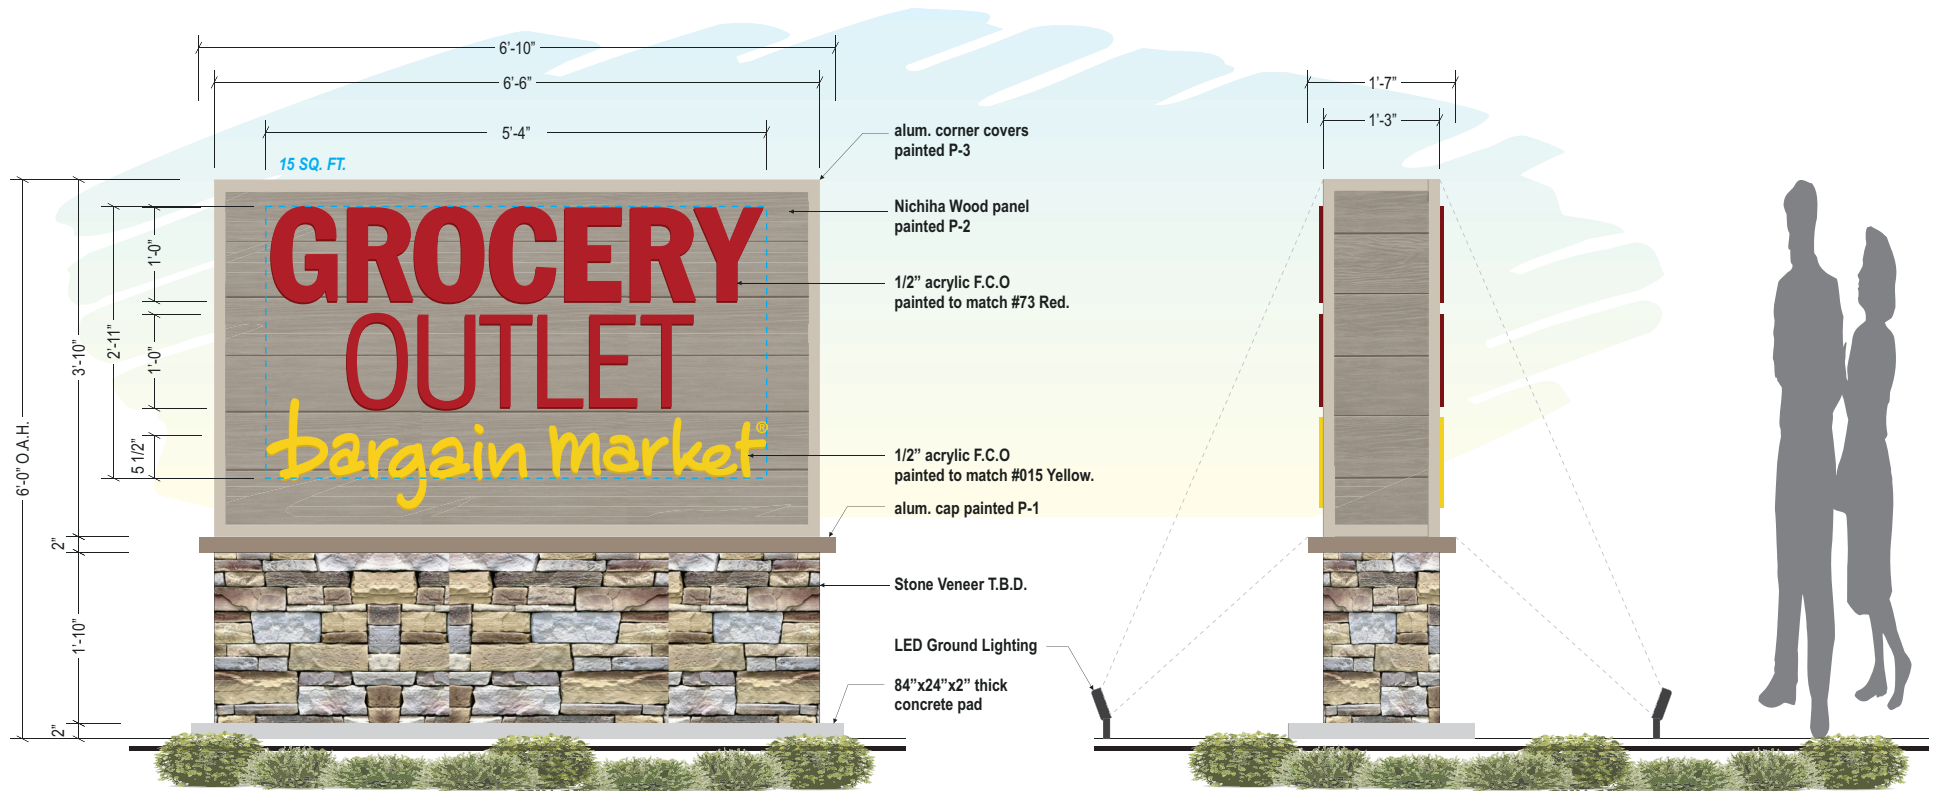 6’-10”
6’-6”
5’-4”
15 SQ. FT.
1’-7”
1’-3”
alum. corner covers
painted P-3
Nichiha Wood panel
painted P-2
GROCERY
1/2” acrylic F.C.O
painted to match #73 Red.
OUTLET
bargain market®
1/2” acrylic F.C.O
painted to match #015 Yellow.
alum. cap painted P-1
Stone Veneer T.B.D.
LED Ground Lighting
84”x24”x2” thick
concrete pad
6’-0” O.A.H.
3’-10”
2’-11”
1’-0”
1’-0”
5 1/2”
2”
1’-10”
2”